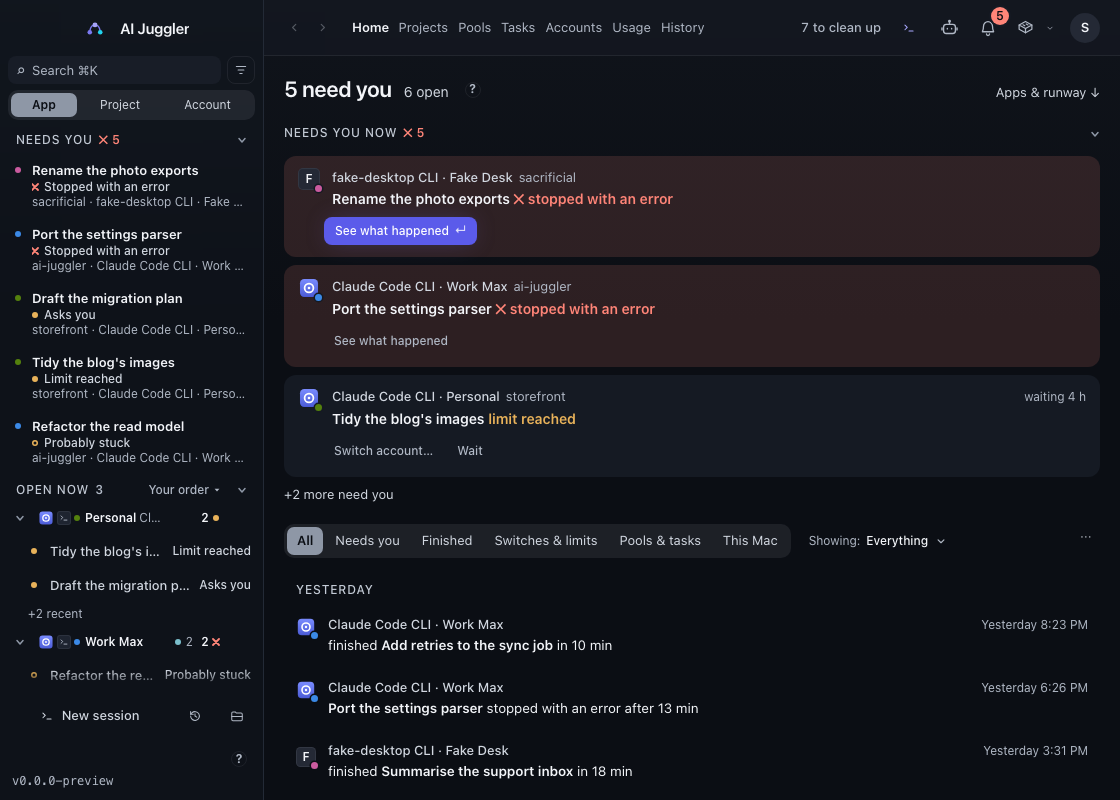 AI Juggler
Search ⌘K
App Project Account
NEEDS YOU ✕ 5
Rename the photo exports
✕ Stopped with an error
sacrificial · fake-desktop CLI · Fake ...
Port the settings parser
✕ Stopped with an error
ai-juggler · Claude Code CLI · Work ...
Draft the migration plan
Asks you
storefront · Claude Code CLI · Perso...
Tidy the blog's images
Limit reached
storefront · Claude Code CLI · Perso...
Refactor the read model
Probably stuck
ai-juggler · Claude Code CLI · Work ...
OPEN NOW 3 Your order
Personal Cl... 2
Tidy the blog's i... Limit reached
Draft the migration p... Asks you
+2 recent
Work Max 2 2 ✕
Refactor the re... Probably stuck
New session
?
v0.0.0-preview
Home Projects Pools Tasks Accounts Usage History 7 to clean up 5 S
5 need you 6 open ? Apps & runway ↓
NEEDS YOU NOW ✕ 5
F fake-desktop CLI · Fake Desk sacrificial
Rename the photo exports ✕ stopped with an error
See what happened ↵
Claude Code CLI · Work Max ai-juggler
Port the settings parser ✕ stopped with an error
See what happened
Claude Code CLI · Personal storefront waiting 4 h
Tidy the blog's images limit reached
Switch account... Wait
+2 more need you
All Needs you Finished Switches & limits Pools & tasks This Mac Showing: Everything ...
YESTERDAY
Claude Code CLI · Work Max Yesterday 8:23 PM
finished Add retries to the sync job in 10 min
Claude Code CLI · Work Max Yesterday 6:26 PM
Port the settings parser stopped with an error after 13 min
F fake-desktop CLI · Fake Desk Yesterday 3:31 PM
finished Summarise the support inbox in 18 min